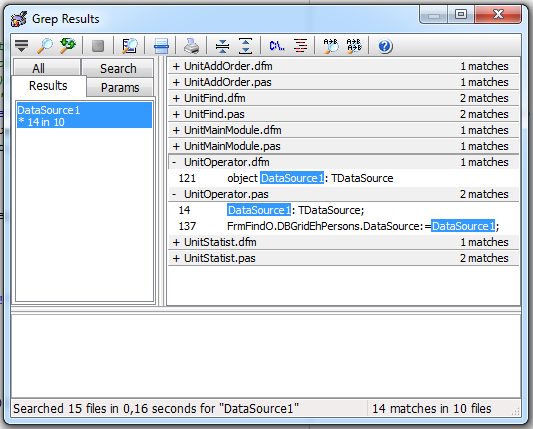 Grep Results
All
Search
Results
Params
DataSource1
* 14 in 10
+ UnitAddOrder.dfm 1 matches
+ UnitAddOrder.pas 1 matches
+ UnitFind.dfm 2 matches
+ UnitFind.pas 2 matches
+ UnitMainModule.dfm 1 matches
+ UnitMainModule.pas 1 matches
- UnitOperator.dfm 1 matches
121 object DataSource1: TDataSource
- UnitOperator.pas 2 matches
14 DataSource1: TDataSource;
137 FrmFindO.DBGridEhPersons.DataSource:=DataSource1;
+ UnitStatist.dfm 1 matches
+ UnitStatist.pas 2 matches
Searched 15 files in 0,16 seconds for "DataSource1"
14 matches in 10 files